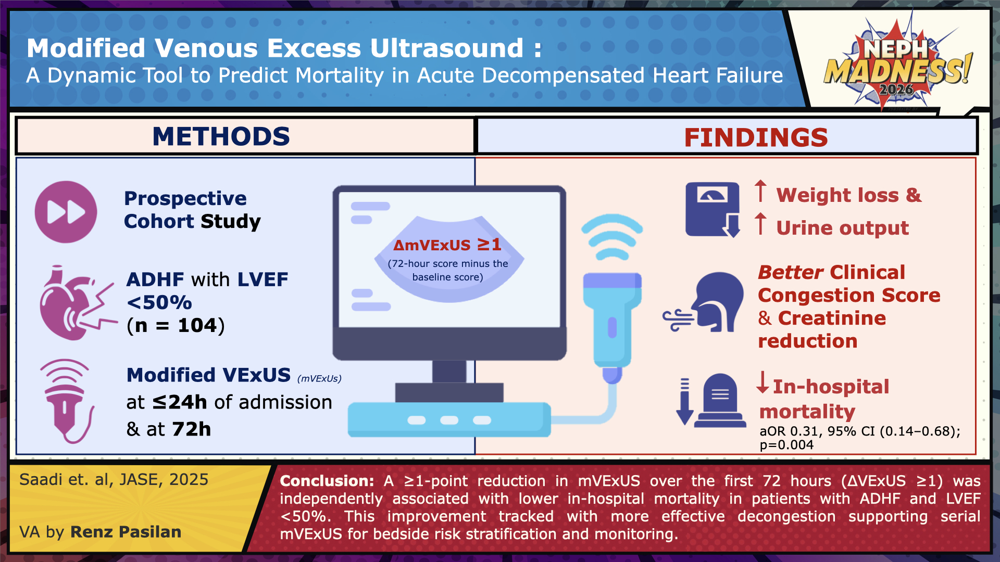 Modified Venous Excess Ultrasound :
A Dynamic Tool to Predict Mortality in Acute Decompensated Heart Failure
NEPH
MADNESS!
2026
METHODS
FINDINGS
Prospective
Cohort Study
ADHF with LVEF
<50%
(n = 104)
Modified VExUS (mVExUs)
at ≤24h of admission
& at 72h
ΔmVExUS ≥1
(72-hour score minus the
baseline score)
↑ Weight loss &
↑ Urine output
Better Clinical
Congestion Score
& Creatinine
reduction
↓In-hospital
mortality
aOR 0.31, 95% CI (0.14–0.68);
p=0.004
Saadi et. al, JASE, 2025
VA by Renz Pasilan
Conclusion: A ≥1-point reduction in mVExUS over the first 72 hours (ΔVExUS ≥1) was
independently associated with lower in-hospital mortality in patients with ADHF and LVEF
<50%. This improvement tracked with more effective decongestion supporting serial
mVExUS for bedside risk stratification and monitoring.